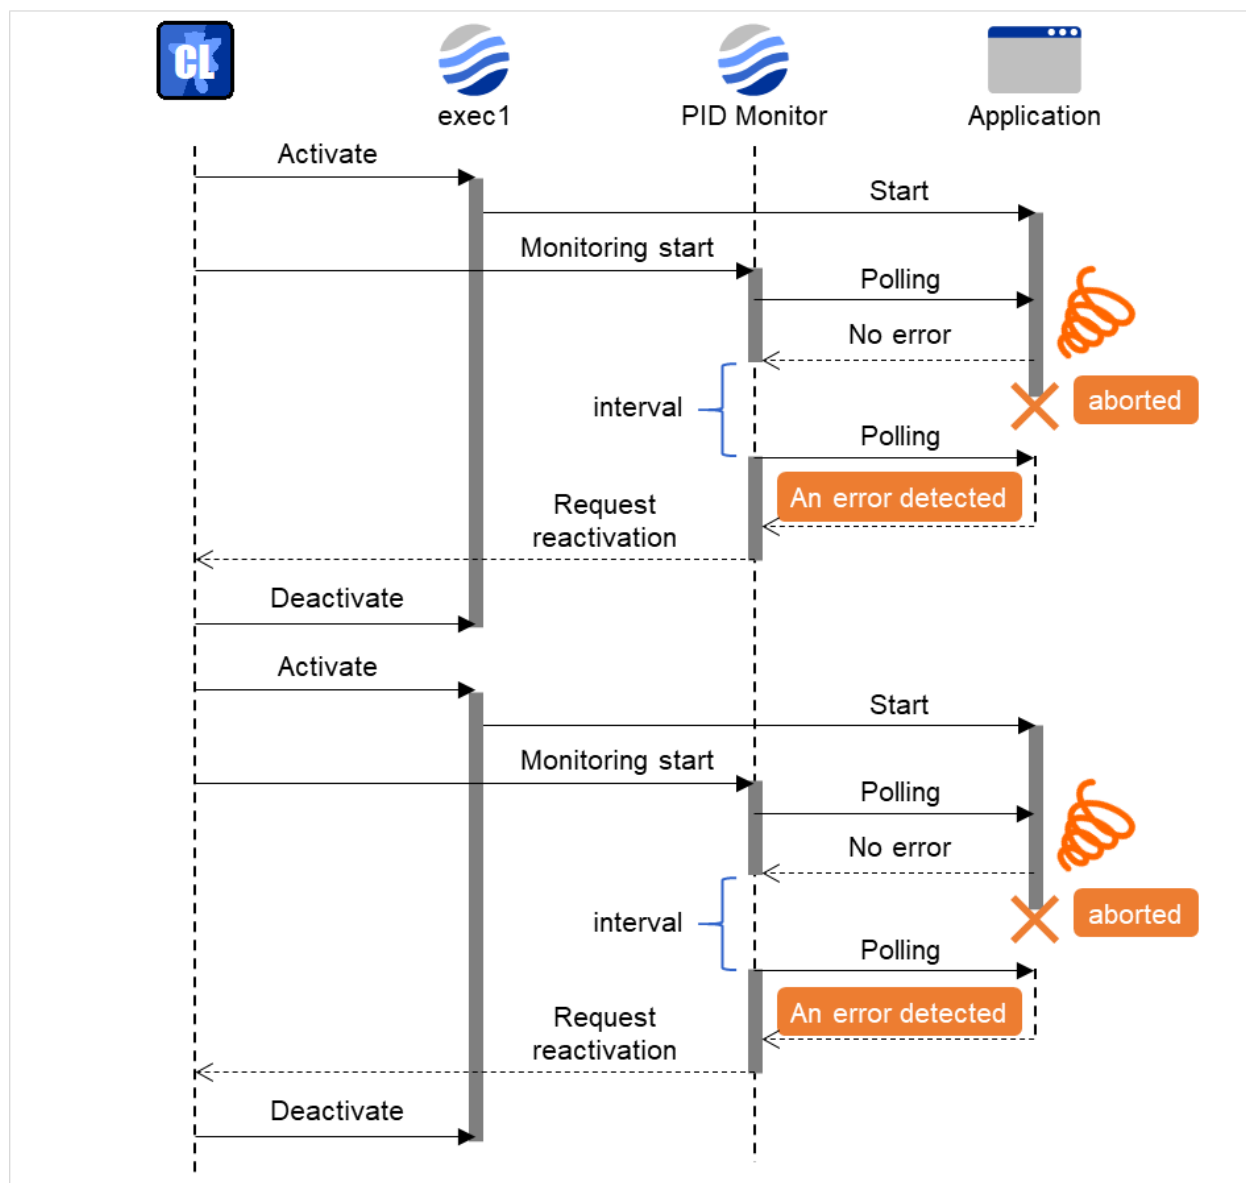 CL
exec1
PID Monitor
Application
Activate
Start
Monitoring start
Polling
No error
interval
aborted
Polling
An error detected
Request
reactivation
Deactivate
Activate
Start
Monitoring start
Polling
No error
interval
aborted
Polling
An error detected
Request
reactivation
Deactivate